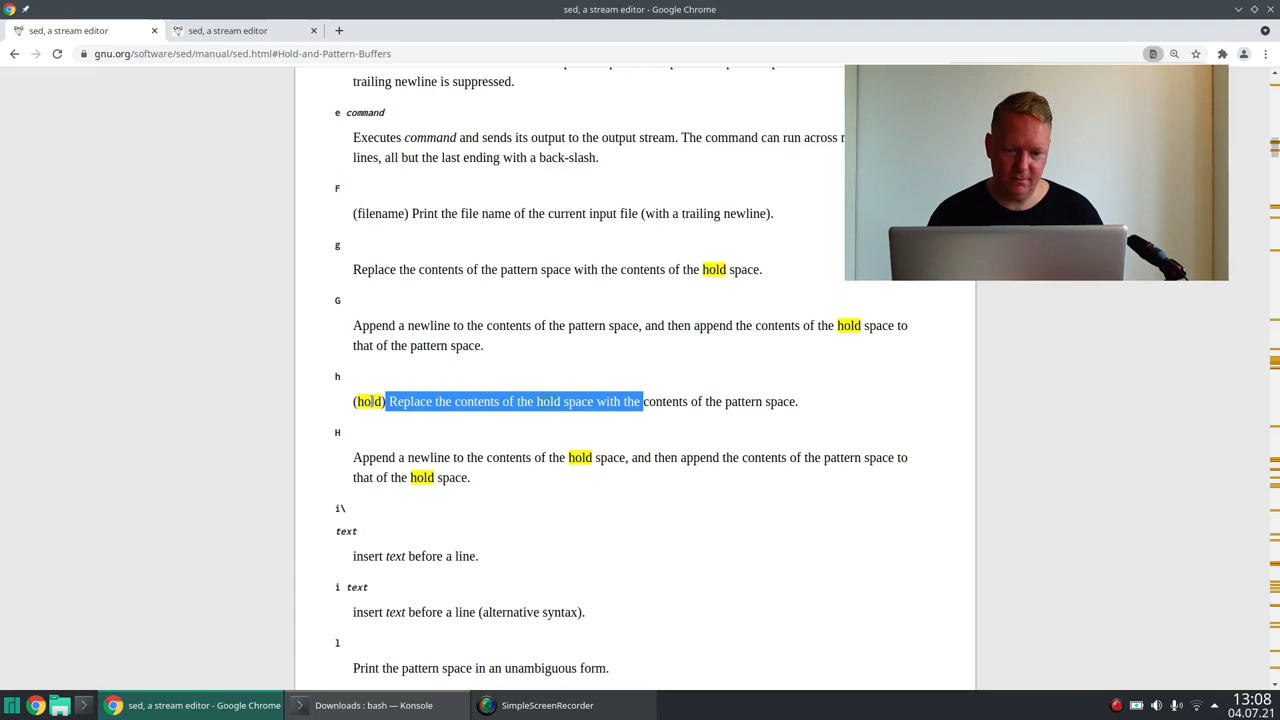 sed, a stream editor - Google Chrome
sed, a stream editor
sed, a stream editor
gnu.org/software/sed/manual/sed.html#Hold-and-Pattern-Buffers
trailing newline is suppressed.
e command
Executes command and sends its output to the output stream. The command can run across
lines, all but the last ending with a back-slash.
F
(filename) Print the file name of the current input file (with a trailing newline).
g
Replace the contents of the pattern space with the contents of the hold space.
G
Append a newline to the contents of the pattern space, and then append the contents of the hold space to
that of the pattern space.
h
(hold) Replace the contents of the hold space with the contents of the pattern space.
H
Append a newline to the contents of the hold space, and then append the contents of the pattern space to
that of the hold space.
i\
text
insert text before a line.
i text
insert text before a line (alternative syntax).
l
Print the pattern space in an unambiguous form.
sed, a stream editor - Google Chrome
Downloads : bash — Konsole
SimpleScreenRecorder
13:08
04.07.21